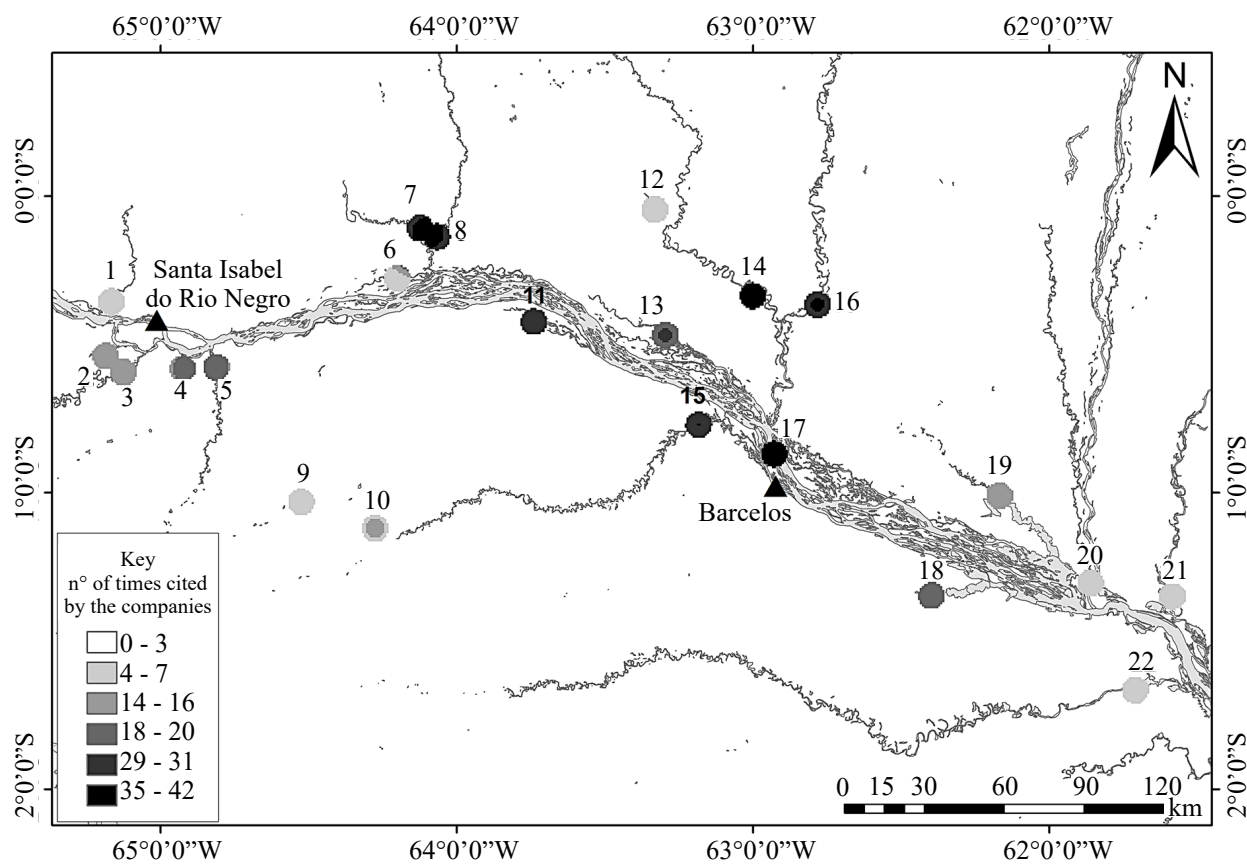 65°0’0”W 64°0’0”W 63°0’0”W 62°0’0”W
N
0°0’0”S
0°0’0”S
12
7
8
6
1
Santa Isabel
do Rio Negro
14
16
11
13
2
3
4
5
15
17
9
10
19
1°0’0”S
1°0’0”S
Barcelos
18
20
21
22
Key
n° of times cited
by the companies
0 - 3
4 - 7
14 - 16
18 - 20
29 - 31
35 - 42
2°0’0”S
2°0’0”S
0 15 30 60 90 120
km
65°0’0”W 64°0’0”W 63°0’0”W 62°0’0”W